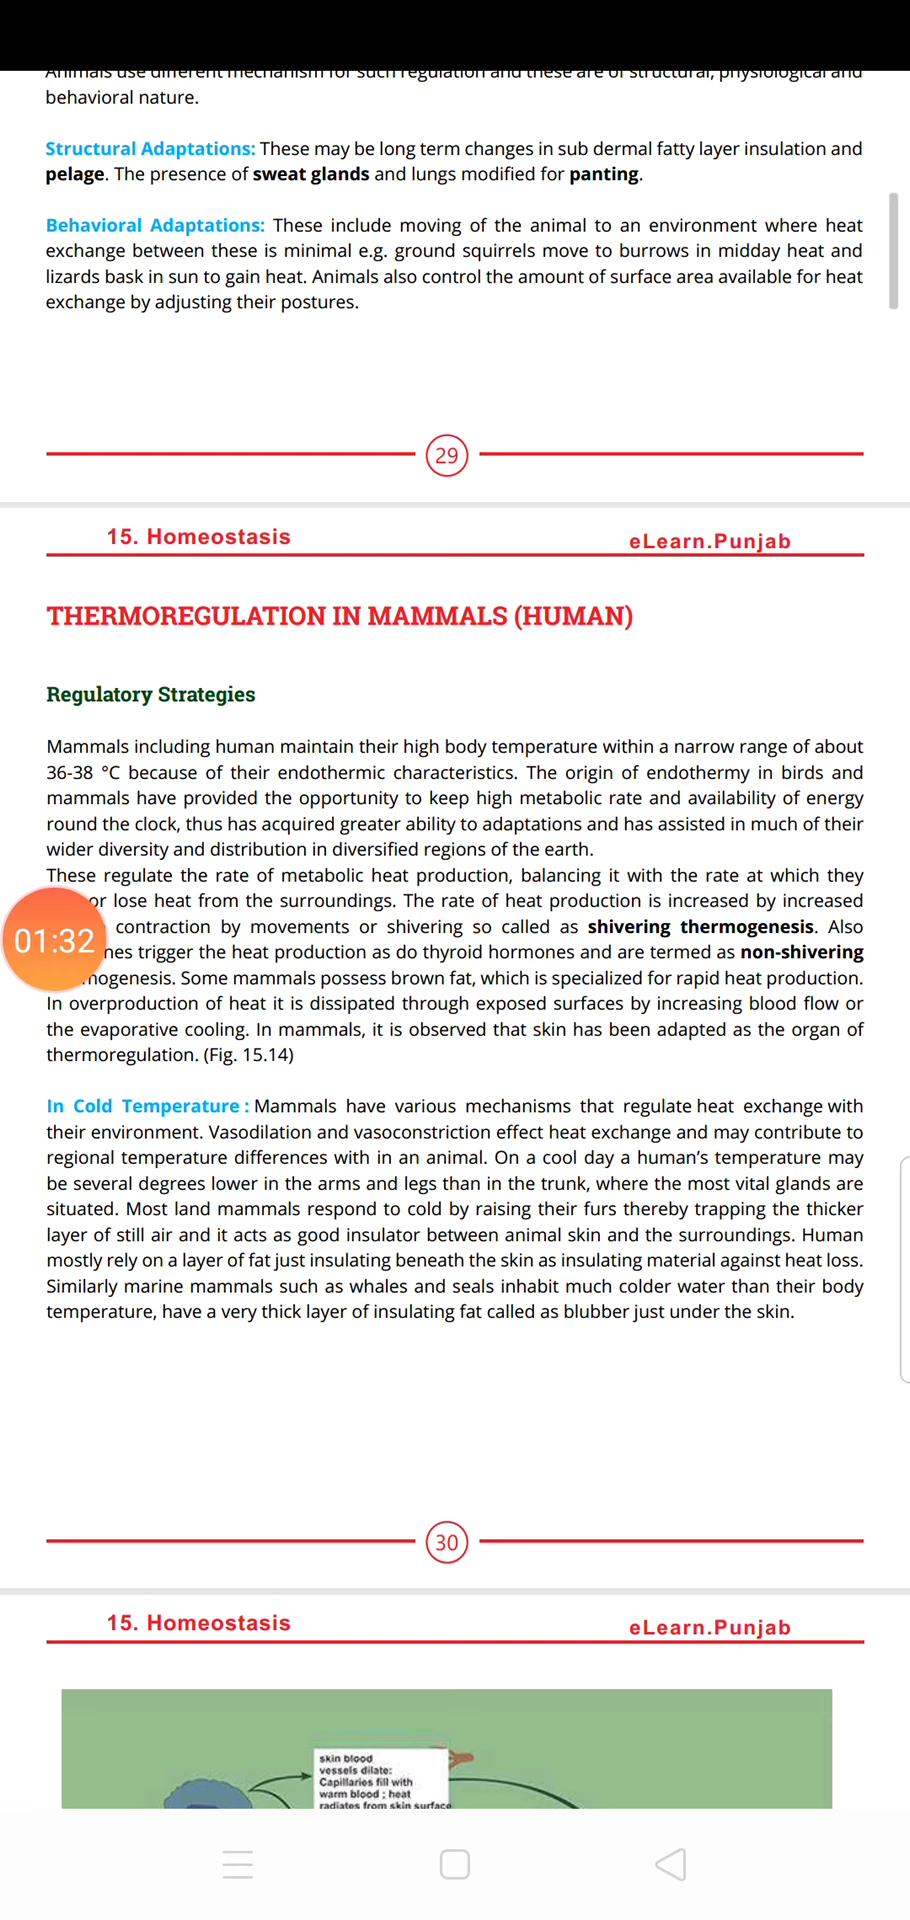 Animals use different mechanism for such regulation and these are of structural, physiological and
behavioral nature.
Structural Adaptations: These may be long term changes in sub dermal fatty layer insulation and
pelage. The presence of sweat glands and lungs modified for panting.
Behavioral Adaptations: These include moving of the animal to an environment where heat
exchange between these is minimal e.g. ground squirrels move to burrows in midday heat and
lizards bask in sun to gain heat. Animals also control the amount of surface area available for heat
exchange by adjusting their postures.
29
15. Homeostasis
eLearn.Punjab
THERMOREGULATION IN MAMMALS (HUMAN)
Regulatory Strategies
Mammals including human maintain their high body temperature within a narrow range of about
36-38 °C because of their endothermic characteristics. The origin of endothermy in birds and
mammals have provided the opportunity to keep high metabolic rate and availability of energy
round the clock, thus has acquired greater ability to adaptations and has assisted in much of their
wider diversity and distribution in diversified regions of the earth.
These regulate the rate of metabolic heat production, balancing it with the rate at which they
or lose heat from the surroundings. The rate of heat production is increased by increased
contraction by movements or shivering so called as shivering thermogenesis. Also
01:32
nes trigger the heat production as do thyroid hormones and are termed as non-shivering
mogenesis. Some mammals possess brown fat, which is specialized for rapid heat production.
In overproduction of heat it is dissipated through exposed surfaces by increasing blood flow or
the evaporative cooling. In mammals, it is observed that skin has been adapted as the organ of
thermoregulation. (Fig. 15.14)
In Cold Temperature : Mammals have various mechanisms that regulate heat exchange with
their environment. Vasodilation and vasoconstriction effect heat exchange and may contribute to
regional temperature differences with in an animal. On a cool day a human's temperature may
be several degrees lower in the arms and legs than in the trunk, where the most vital glands are
situated. Most land mammals respond to cold by raising their furs thereby trapping the thicker
layer of still air and it acts as good insulator between animal skin and the surroundings. Human
mostly rely on a layer of fat just insulating beneath the skin as insulating material against heat loss.
Similarly marine mammals such as whales and seals inhabit much colder water than their body
temperature, have a very thick layer of insulating fat called as blubber just under the skin.
30
15. Homeostasis
eLearn.Punjab
skin blood
vessels dilate:
Capillaries fill with
warm blood ; heat
radiates from skin surface